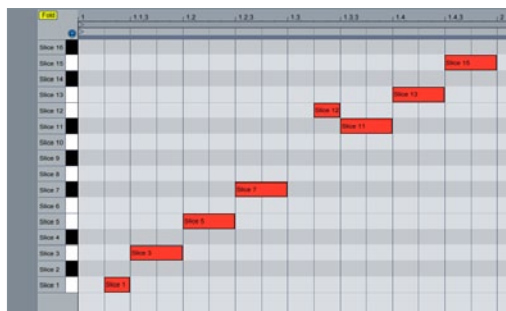 Fold
1 1.1.3 1.2 1.2.3 1.3 1.3.3 1.4 1.4.3 2
Slice 16
Slice 15 Slice 15
Slice 14
Slice 13 Slice 13
Slice 12 Slice 12
Slice 11 Slice 11
Slice 10
Slice 9
Slice 8
Slice 7 Slice 7
Slice 6
Slice 5 Slice 5
Slice 4
Slice 3 Slice 3
Slice 2
Slice 1 Slice 1